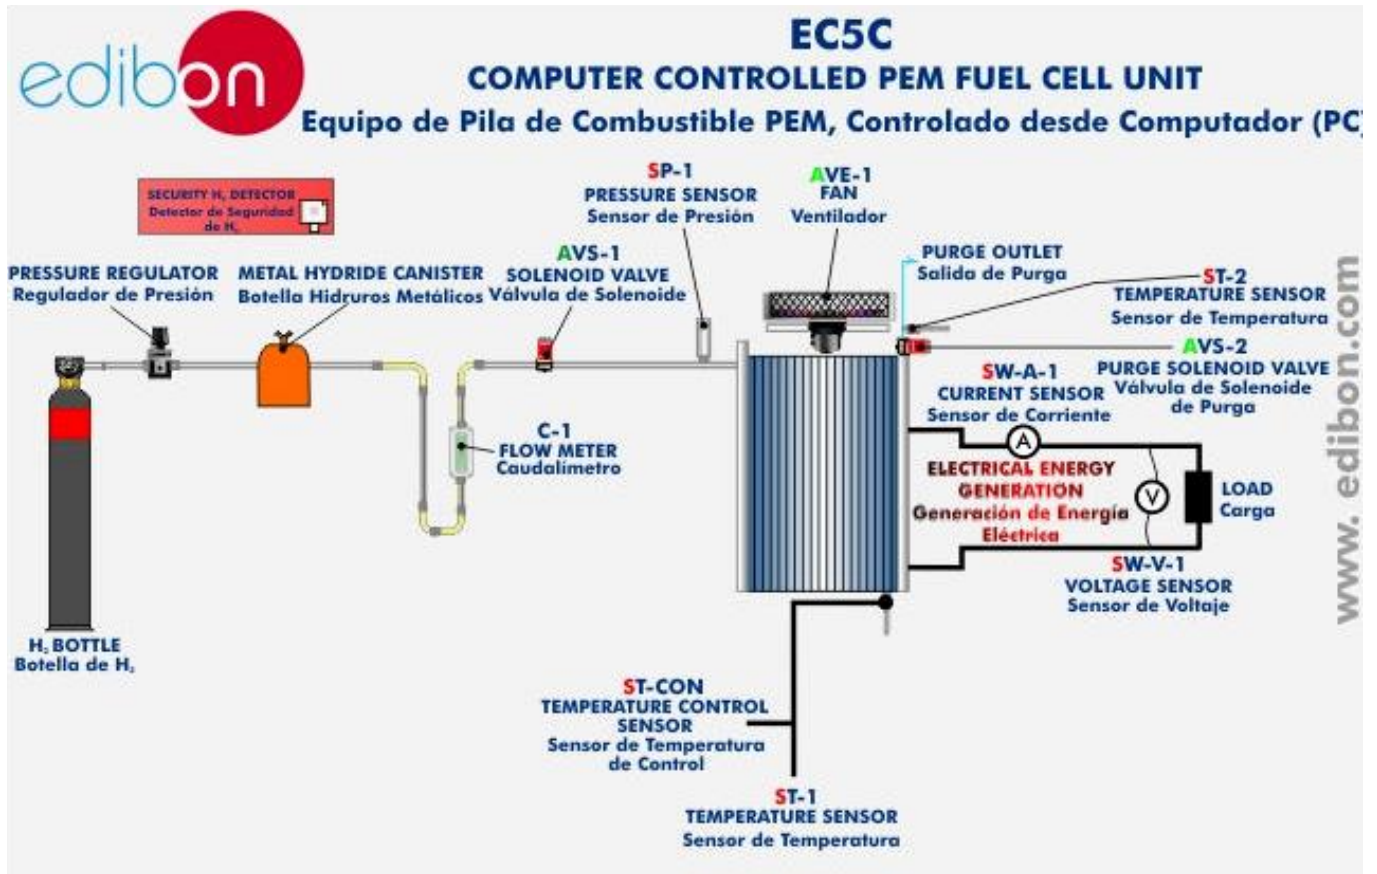 edibon
EC5C
COMPUTER CONTROLLED PEM FUEL CELL UNIT
Equipo de Pila de Combustible PEM, Controlado desde Computador (PC)
SECURITY H₂ DETECTOR
Detector de Seguridad
de H₂
SP-1
PRESSURE SENSOR
Sensor de Presión
AVE-1
FAN
Ventilador
PRESSURE REGULATOR
Regulador de Presión
METAL HYDRIDE CANISTER
Botella Hidruros Metálicos
AVS-1
SOLENOID VALVE
Válvula de Solenoide
PURGE OUTLET
Salida de Purga
ST-2
TEMPERATURE SENSOR
Sensor de Temperatura
AVS-2
PURGE SOLENOID VALVE
Válvula de Solenoide
de Purga
SW-A-1
CURRENT SENSOR
Sensor de Corriente
A
C-1
FLOW METER
Caudalímetro
ELECTRICAL ENERGY
GENERATION
Generación de Energía
Eléctrica
V
LOAD
Carga
SW-V-1
VOLTAGE SENSOR
Sensor de Voltaje
H₂ BOTTLE
Botella de H₂
ST-CON
TEMPERATURE CONTROL
SENSOR
Sensor de Temperatura
de Control
ST-1
TEMPERATURE SENSOR
Sensor de Temperatura
www. edibon.com